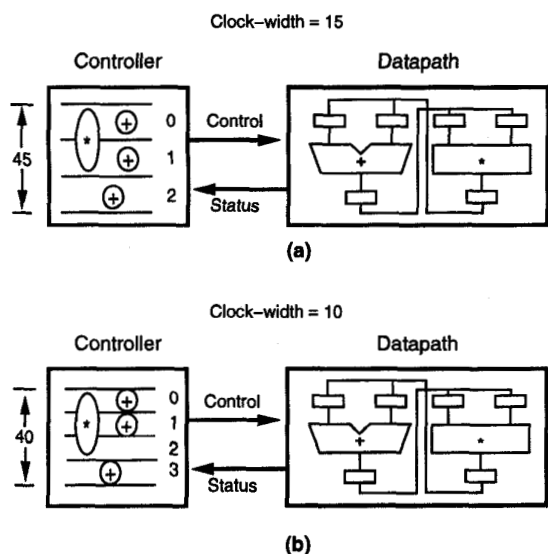 Clock-width = 15
Controller
Datapath
45
*
+
+
+
0
1
2
Control
Status
+
*
(a)
Clock-width = 10
Controller
Datapath
40
*
+
+
+
0
1
2
3
Control
Status
+
*
(b)